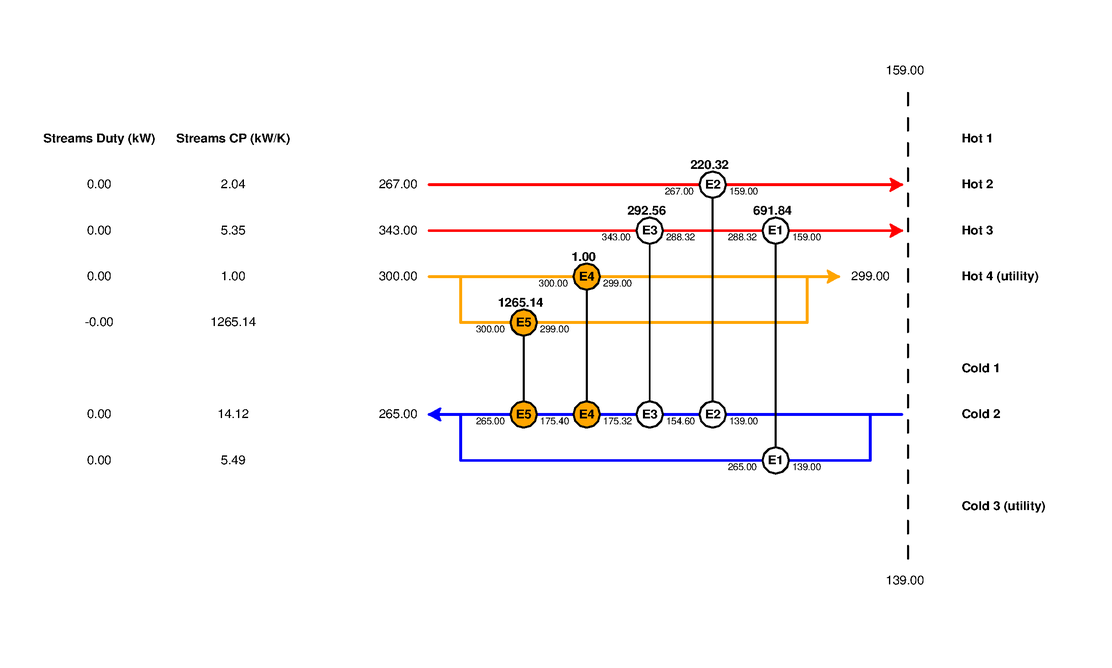 159.00
Streams Duty (kW) Streams CP (kW/K) Hot 1
220.32
0.00 2.04 267.00 E2 Hot 2
267.00 159.00
292.56 691.84
0.00 5.35 343.00 E3 E1 Hot 3
343.00 288.32 288.32 159.00
1.00
0.00 1.00 300.00 E4 299.00 Hot 4 (utility)
300.00 299.00
1265.14
-0.00 1265.14 E5
300.00 299.00
Cold 1
0.00 14.12 265.00 E5 E4 E3 E2 Cold 2
265.00 175.40 175.32 154.60 139.00
0.00 5.49 E1
265.00 139.00
Cold 3 (utility)
139.00